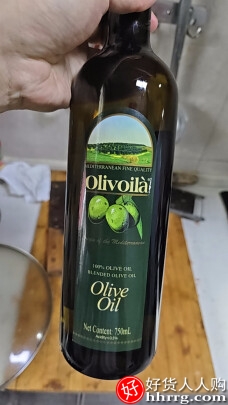 MEDITERRANEAN FINE QUALITY
Olivoilà
100% OLIVE OIL
BLENDED OLIVE OIL
Olive
Oil
Net Content 750mL
好货人人购
hhrrg.com